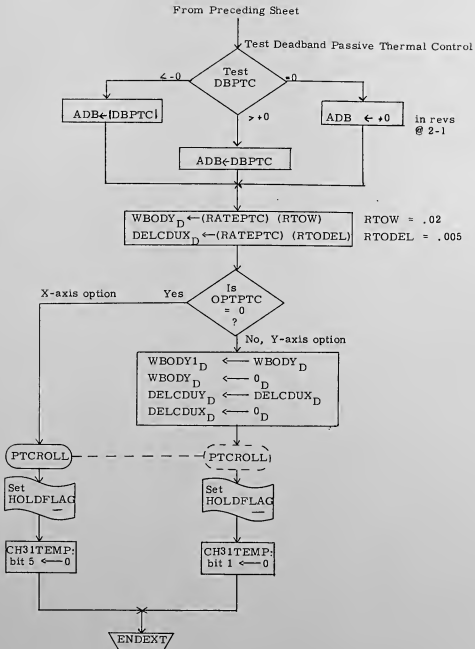 From Preceding Sheet
Test Deadband Passive Thermal Control
Test
DBPTC
< -0
=0
> +0
ADB←|DBPTC|
ADB ← +0
in revs
@ 2-1
ADB←DBPTC
WBODY_D ←(RATEPTC) (RTOW)
RTOW = .02
DELCDUX_D ←(RATEPTC) (RTODEL)
RTODEL = .005
X-axis option
Yes
Is
OPTPTC
= 0
?
No, Y-axis option
WBODY1_D ← WBODY_D
WBODY_D ← 0_D
DELCDUY_D ← DELCDUX_D
DELCDUX_D ← 0_D
PTCROLL
PTCROLL
Set
HOLDFLAG
Set
HOLDFLAG
CH31TEMP:
bit 5 ←0
CH31TEMP:
bit 1 ←0
ENDEXT